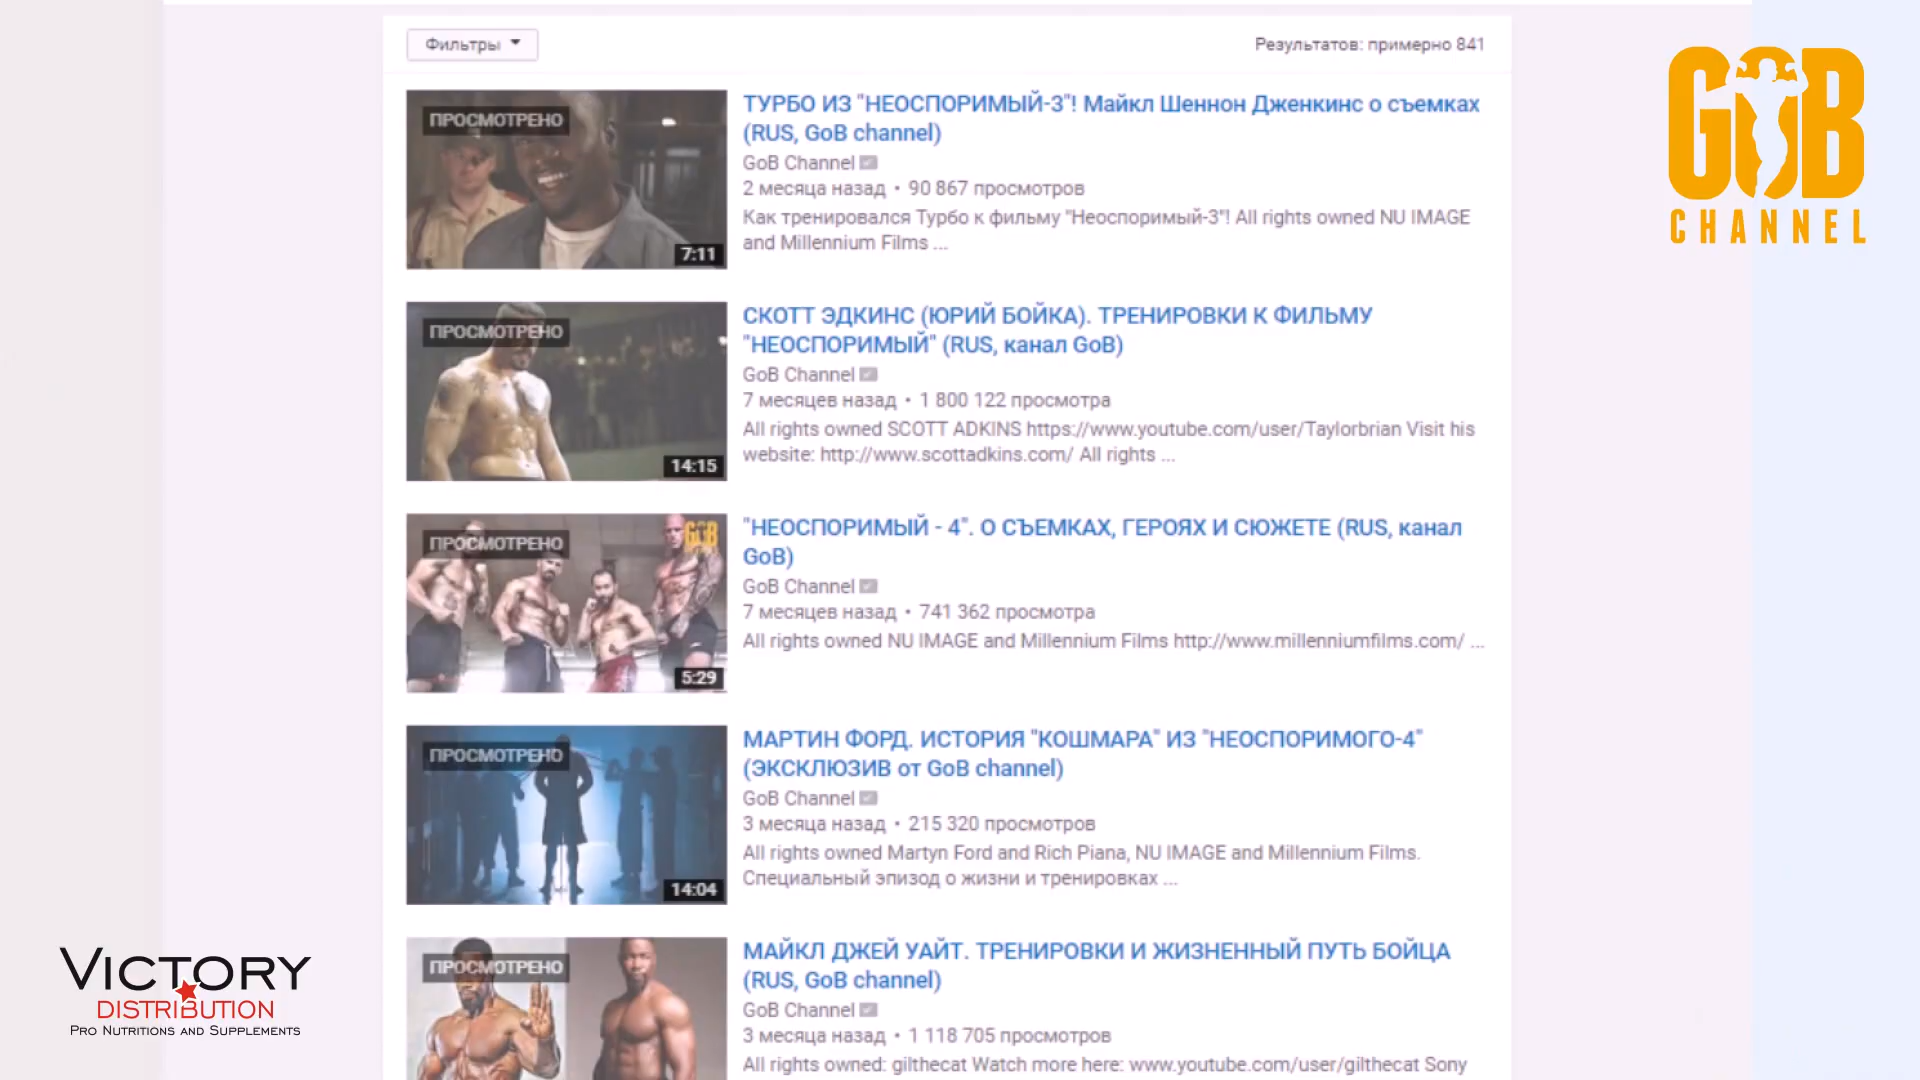 Фильтры
Результатов: примерно 841
GOB
CHANNEL
ПРОСМОТРЕНО
7:11
ТУРБО ИЗ "НЕОСПОРИМЫЙ-3"! Майкл Шеннон Дженкинс о съемках
(RUS, GoB channel)
GoB Channel
2 месяца назад • 90 867 просмотров
Как тренировался Турбо к фильму "Неоспоримый-3"! All rights owned NU IMAGE
and Millennium Films ...
ПРОСМОТРЕНО
14:15
СКОТТ ЭДКИНС (ЮРИЙ БОЙКА). ТРЕНИРОВКИ К ФИЛЬМУ
"НЕОСПОРИМЫЙ" (RUS, канал GoB)
GoB Channel
7 месяцев назад • 1 800 122 просмотра
All rights owned SCOTT ADKINS https://www.youtube.com/user/Taylorbrian Visit his
website: http://www.scottadkins.com/ All rights ...
ПРОСМОТРЕНО
GOB
5:29
"НЕОСПОРИМЫЙ - 4". О СЪЕМКАХ, ГЕРОЯХ И СЮЖЕТЕ (RUS, канал
GoB)
GoB Channel
7 месяцев назад • 741 362 просмотра
All rights owned NU IMAGE and Millennium Films http://www.millenniumfilms.com/ ...
ПРОСМОТРЕНО
14:04
МАРТИН ФОРД. ИСТОРИЯ "КОШМАРА" ИЗ "НЕОСПОРИМОГО-4"
(ЭКСКЛЮЗИВ от GoB channel)
GoB Channel
3 месяца назад • 215 320 просмотров
All rights owned Martyn Ford and Rich Piana, NU IMAGE and Millennium Films.
Специальный эпизод о жизни и тренировках ...
ПРОСМОТРЕНО
МАЙКЛ ДЖЕЙ УАЙТ. ТРЕНИРОВКИ И ЖИЗНЕННЫЙ ПУТЬ БОЙЦА
(RUS, GoB channel)
GoB Channel
3 месяца назад • 1 118 705 просмотров
All rights owned: gilthecat Watch more here: www.youtube.com/user/gilthecat Sony
VICTORY
DISTRIBUTION
PRO NUTRITIONS AND SUPPLEMENTS